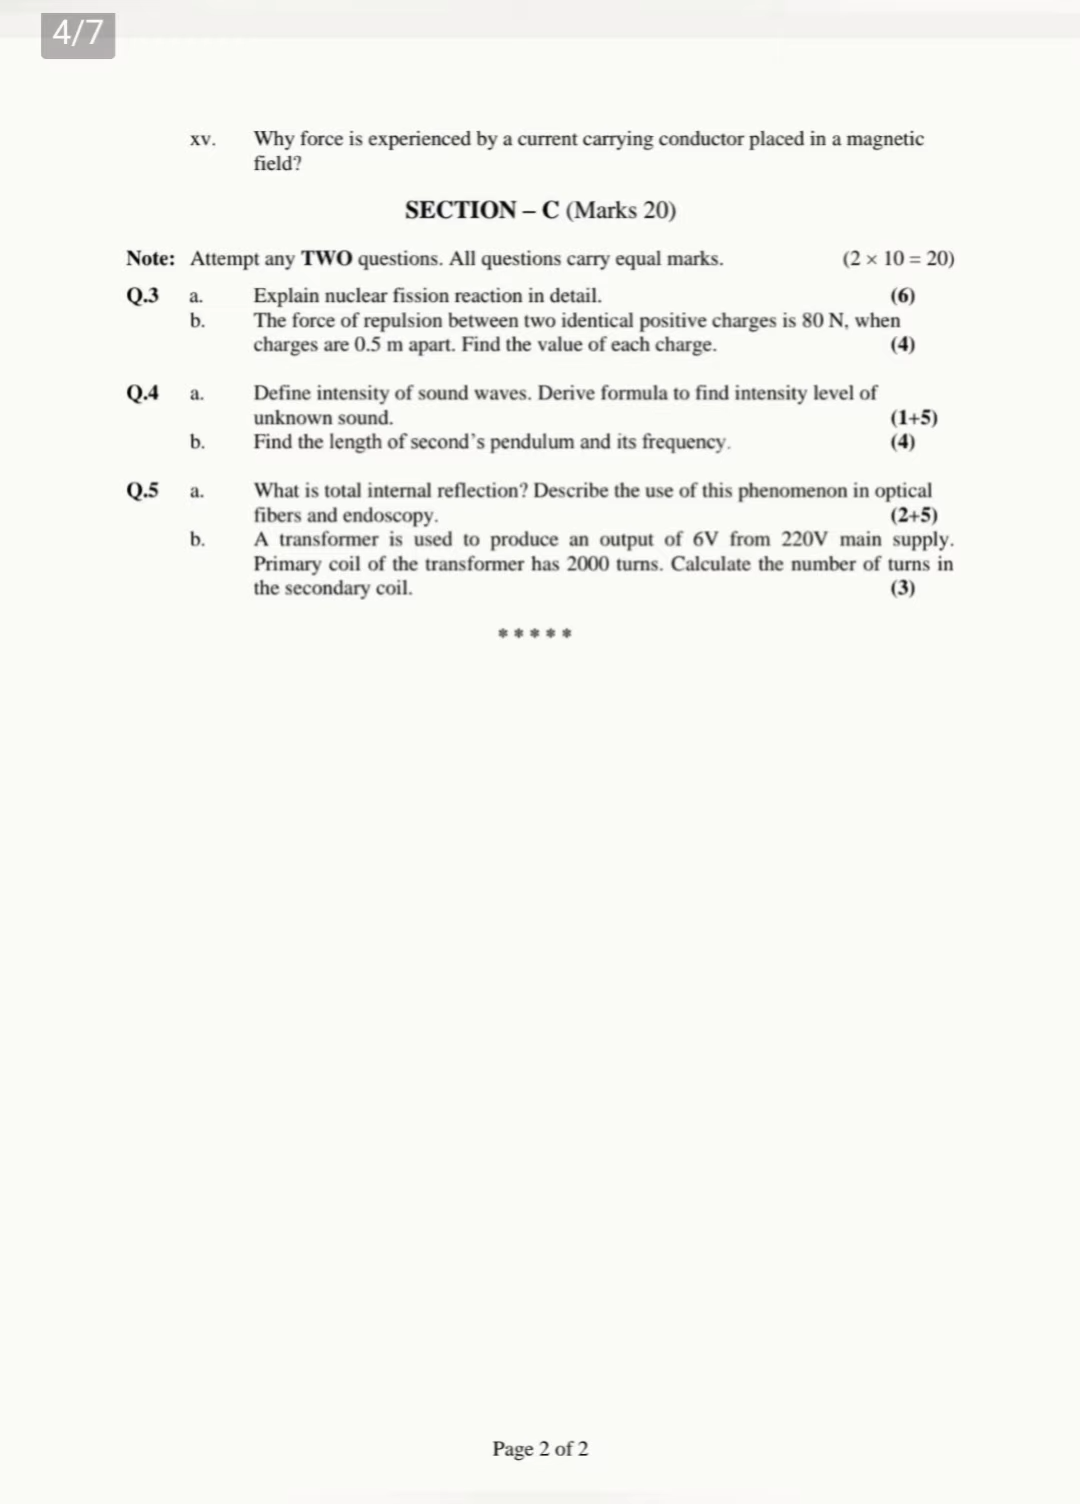 4/7
xv. Why force is experienced by a current carrying conductor placed in a magnetic
field?
SECTION – C (Marks 20)
Note: Attempt any TWO questions. All questions carry equal marks. (2 × 10 = 20)
Q.3 a. Explain nuclear fission reaction in detail. (6)
b. The force of repulsion between two identical positive charges is 80 N, when
charges are 0.5 m apart. Find the value of each charge. (4)
Q.4 a. Define intensity of sound waves. Derive formula to find intensity level of
unknown sound. (1+5)
b. Find the length of second's pendulum and its frequency. (4)
Q.5 a. What is total internal reflection? Describe the use of this phenomenon in optical
fibers and endoscopy. (2+5)
b. A transformer is used to produce an output of 6V from 220V main supply.
Primary coil of the transformer has 2000 turns. Calculate the number of turns in
the secondary coil. (3)
* * * * *
Page 2 of 2